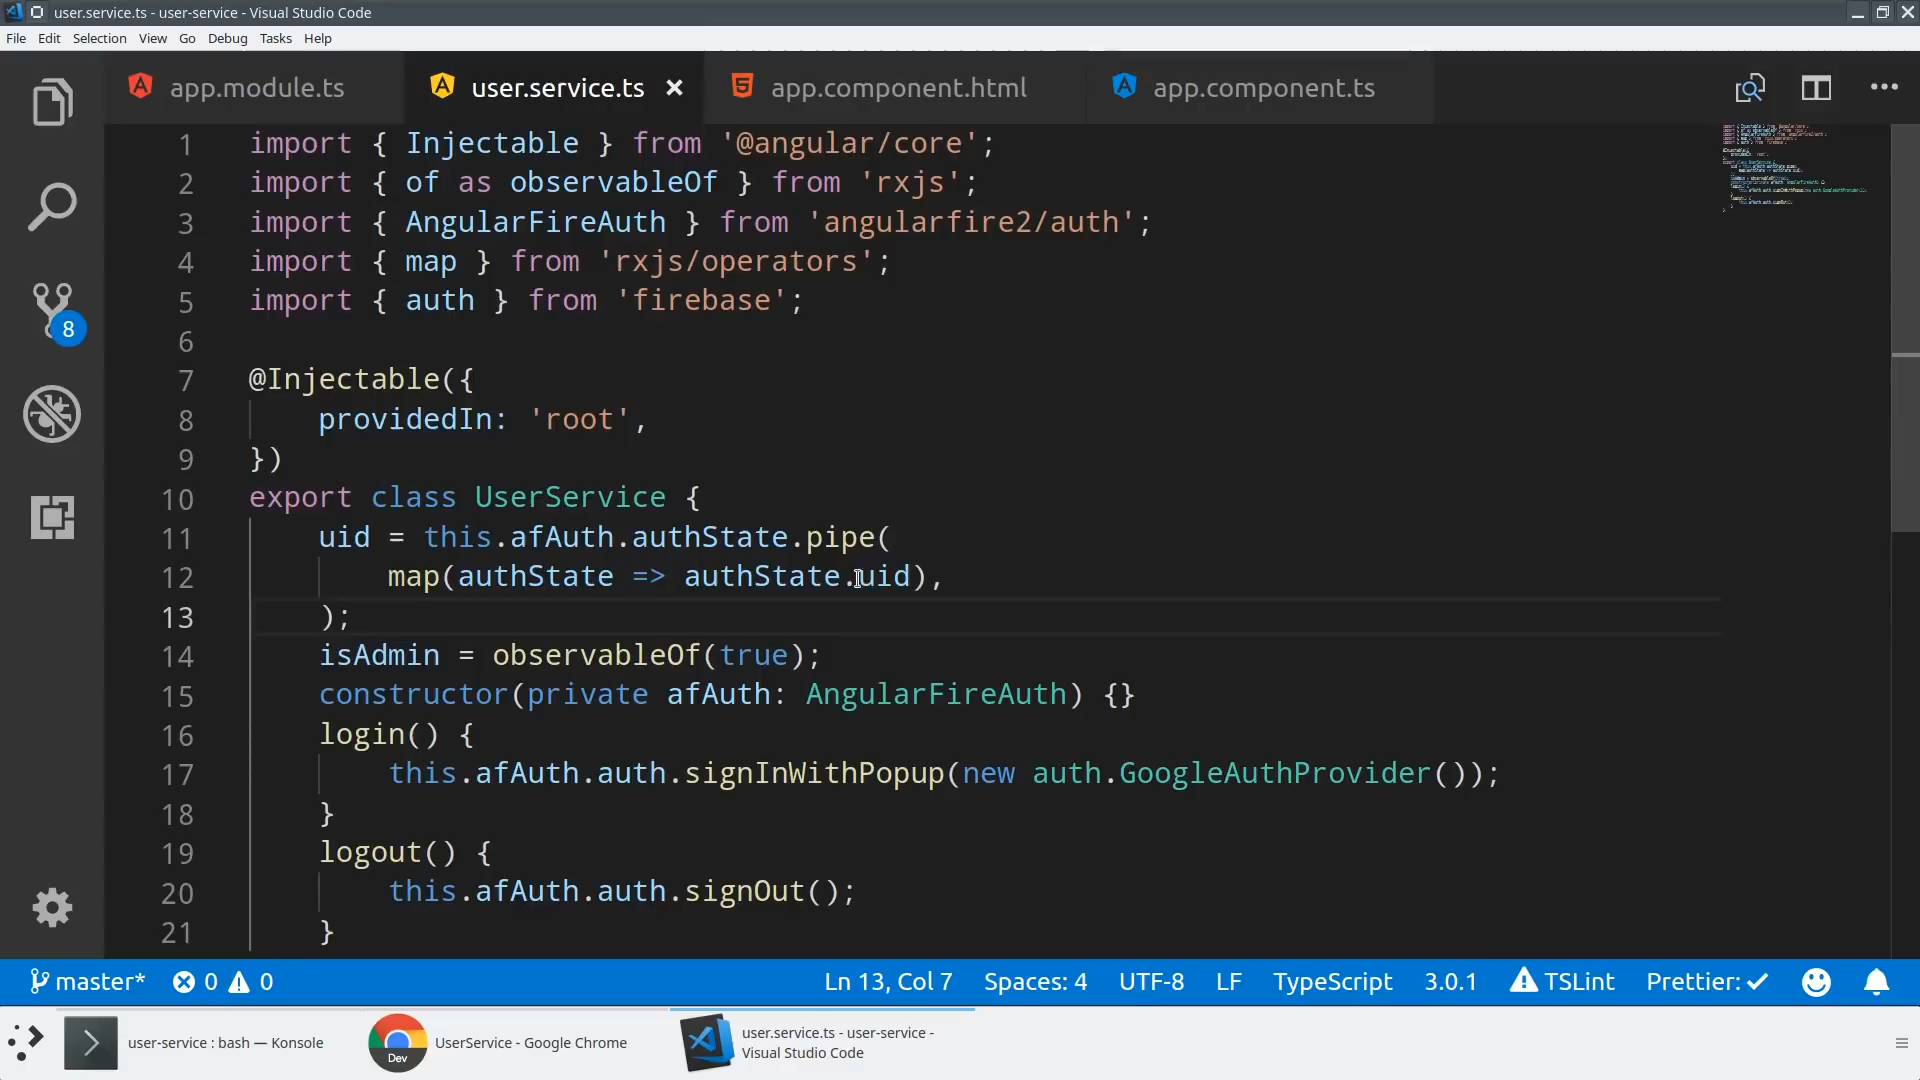 user.service.ts - user-service - Visual Studio Code
File Edit Selection View Go Debug Tasks Help
app.module.ts user.service.ts × app.component.html app.component.ts
1 import { Injectable } from '@angular/core';
2 import { of as observableOf } from 'rxjs';
3 import { AngularFireAuth } from 'angularfire2/auth';
4 import { map } from 'rxjs/operators';
5 import { auth } from 'firebase';
6
7 @Injectable({
8 providedIn: 'root',
9 })
10 export class UserService {
11 uid = this.afAuth.authState.pipe(
12 map(authState => authState.uid),
13 );
14 isAdmin = observableOf(true);
15 constructor(private afAuth: AngularFireAuth) {}
16 login() {
17 this.afAuth.auth.signInWithPopup(new auth.GoogleAuthProvider());
18 }
19 logout() {
20 this.afAuth.auth.signOut();
21 }
8
master* 0 0 Ln 13, Col 7 Spaces: 4 UTF-8 LF TypeScript 3.0.1 TSLint Prettier: ✓
user-service : bash — Konsole
Dev
UserService - Google Chrome
user.service.ts - user-service -
Visual Studio Code